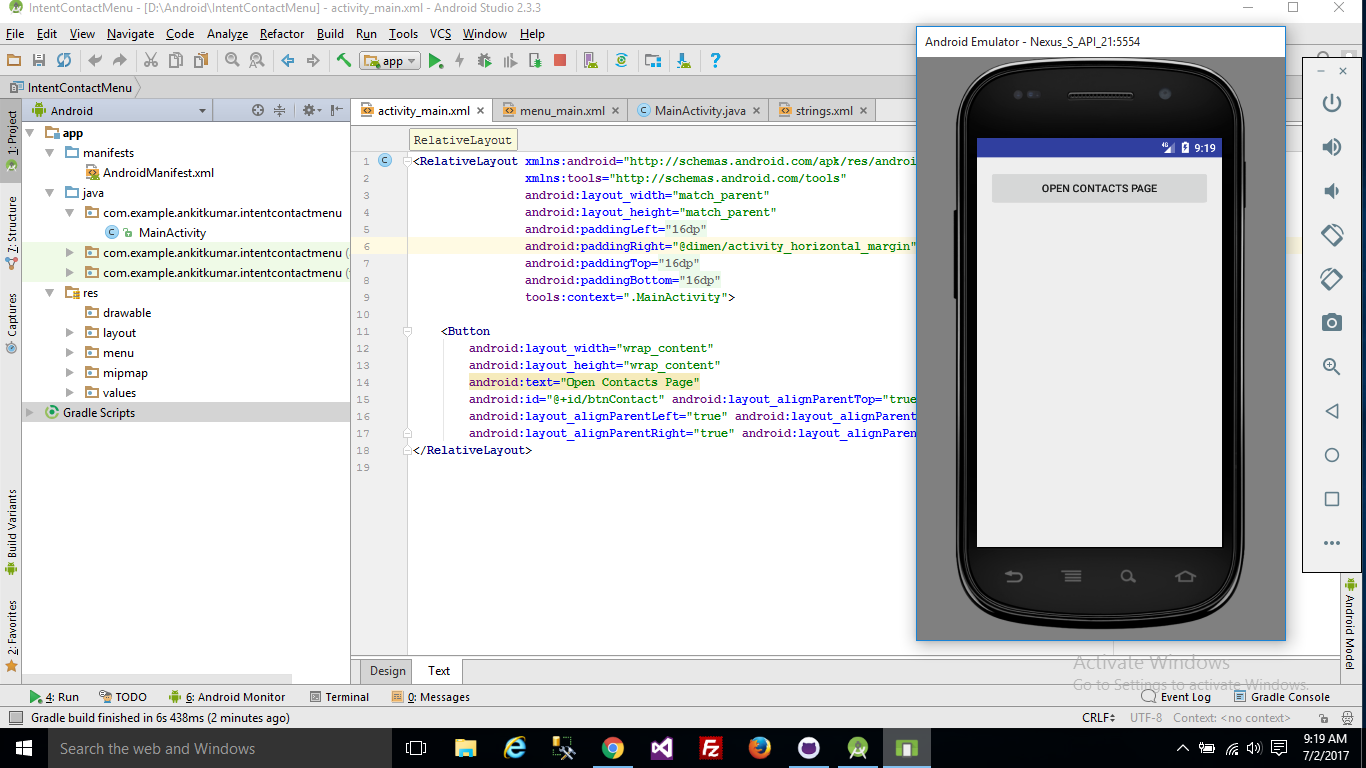 IntentContactMenu - [D:\Android\IntentContactMenu] - activity_main.xml - Android Studio 2.3.3
File Edit View Navigate Code Analyze Refactor Build Run Tools VCS Window Help
app
IntentContactMenu
Android
activity_main.xml menu_main.xml MainActivity.java strings.xml
1: Project
7: Structure
Captures
Build Variants
2: Favorites
app
manifests
AndroidManifest.xml
java
com.example.ankitkumar.intentcontactmenu
MainActivity
com.example.ankitkumar.intentcontactmenu (
com.example.ankitkumar.intentcontactmenu (
res
drawable
layout
menu
mipmap
values
Gradle Scripts
RelativeLayout
1 <RelativeLayout xmlns:android="http://schemas.android.com/apk/res/androi
2 xmlns:tools="http://schemas.android.com/tools"
3 android:layout_width="match_parent"
4 android:layout_height="match_parent"
5 android:paddingLeft="16dp"
6 android:paddingRight="@dimen/activity_horizontal_margin"
7 android:paddingTop="16dp"
8 android:paddingBottom="16dp"
9 tools:context=".MainActivity">
10
11 <Button
12 android:layout_width="wrap_content"
13 android:layout_height="wrap_content"
14 android:text="Open Contacts Page"
15 android:id="@+id/btnContact" android:layout_alignParentTop="true
16 android:layout_alignParentLeft="true" android:layout_alignParent
17 android:layout_alignParentRight="true" android:layout_alignParen
18 </RelativeLayout>
19
Design Text
Android Emulator - Nexus_S_API_21:5554
4G 9:19
OPEN CONTACTS PAGE
Android Model
Activate Windows
Go to Settings to activate Windows.
4: Run TODO 6: Android Monitor Terminal 0: Messages Event Log Gradle Console
Gradle build finished in 6s 438ms (2 minutes ago) CRLF UTF-8 Context: <no context>
Search the web and Windows
9:19 AM
7/2/2017